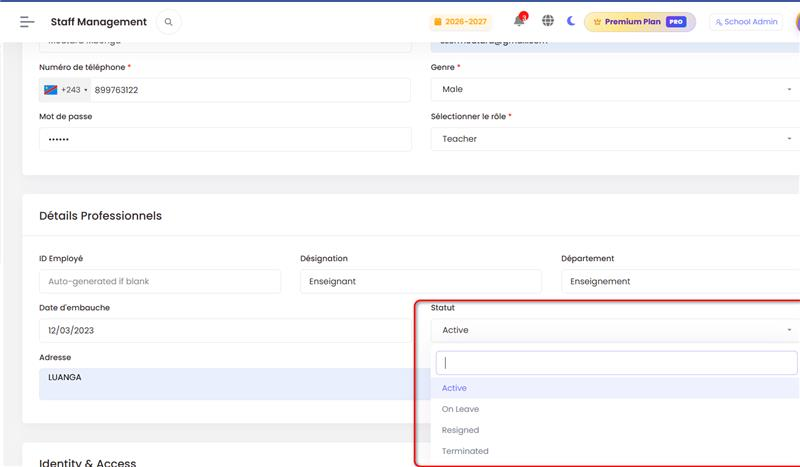 Staff Management
2026-2027
3
Premium Plan PRO
School Admin
Numéro de téléphone *
Genre *
+243 899763122
Male
Mot de passe
Sélectionner le rôle *
••••••
Teacher
Détails Professionnels
ID Employé
Désignation
Département
Auto-generated if blank
Enseignant
Enseignement
Date d'embauche
Statut
12/03/2023
Active
Adresse
LUANGA
Active
On Leave
Resigned
Terminated
Identity & Access